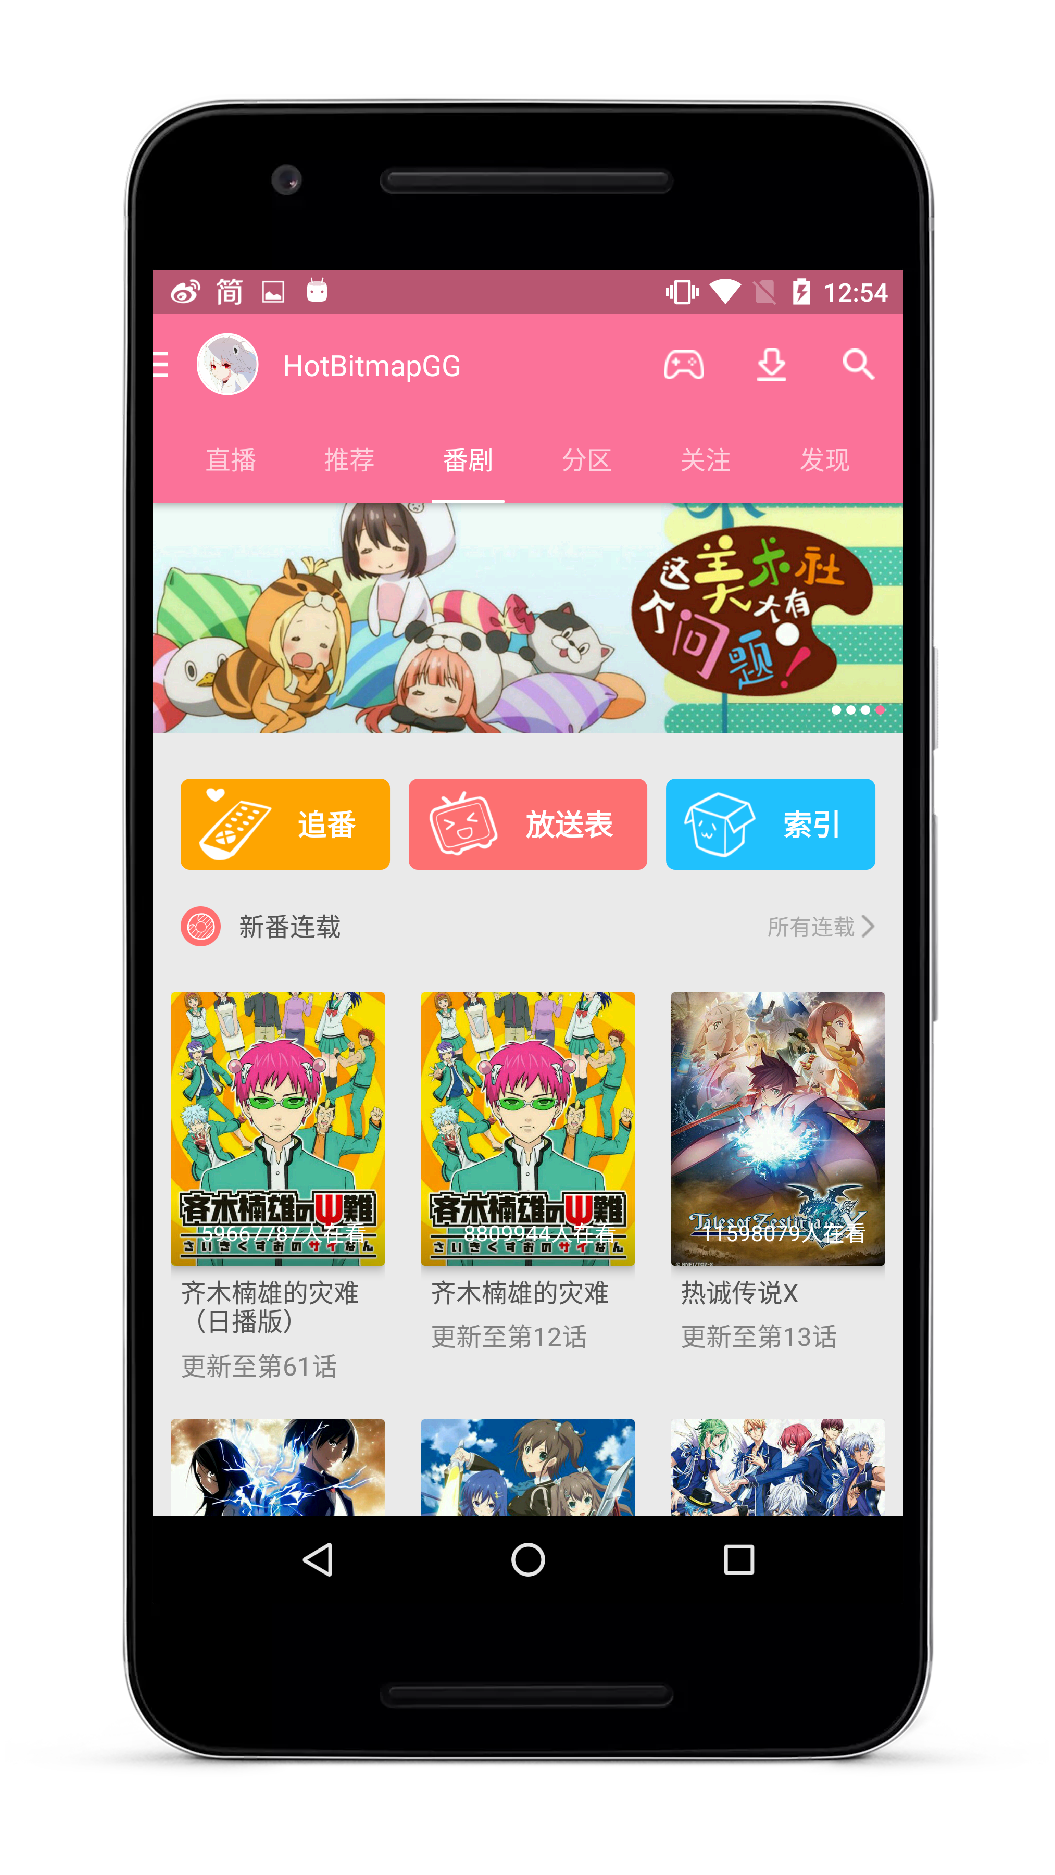 简
12:54
HotBitmapGG
直播 推荐 番剧 分区 关注 发现
这个美术社大有问题!
追番 放送表 索引
新番连载 所有连载
斉木楠雄のΨ難
59667787人在看
さいきくすおのサイなん
斉木楠雄のΨ難
8809944人在看
さいきくすおのサイなん
Tales of Zestiria X
11598079人在看
齐木楠雄的灾难
（日播版）
更新至第61话
齐木楠雄的灾难
更新至第12话
热诚传说X
更新至第13话